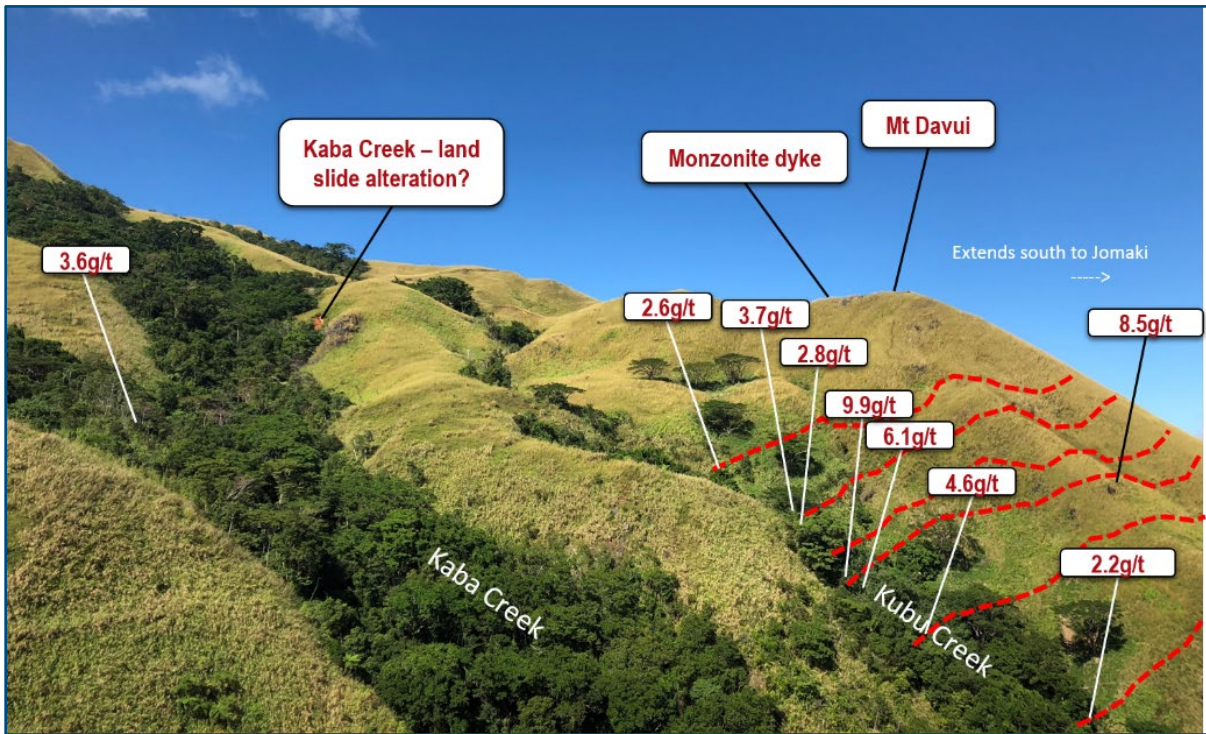 Mt Davui
Kaba Creek – land
slide alteration?
Monzonite dyke
Extends south to Jomaki
----->
3.6g/t
2.6g/t
3.7g/t
8.5g/t
2.8g/t
9.9g/t
6.1g/t
4.6g/t
2.2g/t
Kaba Creek
Kubu Creek